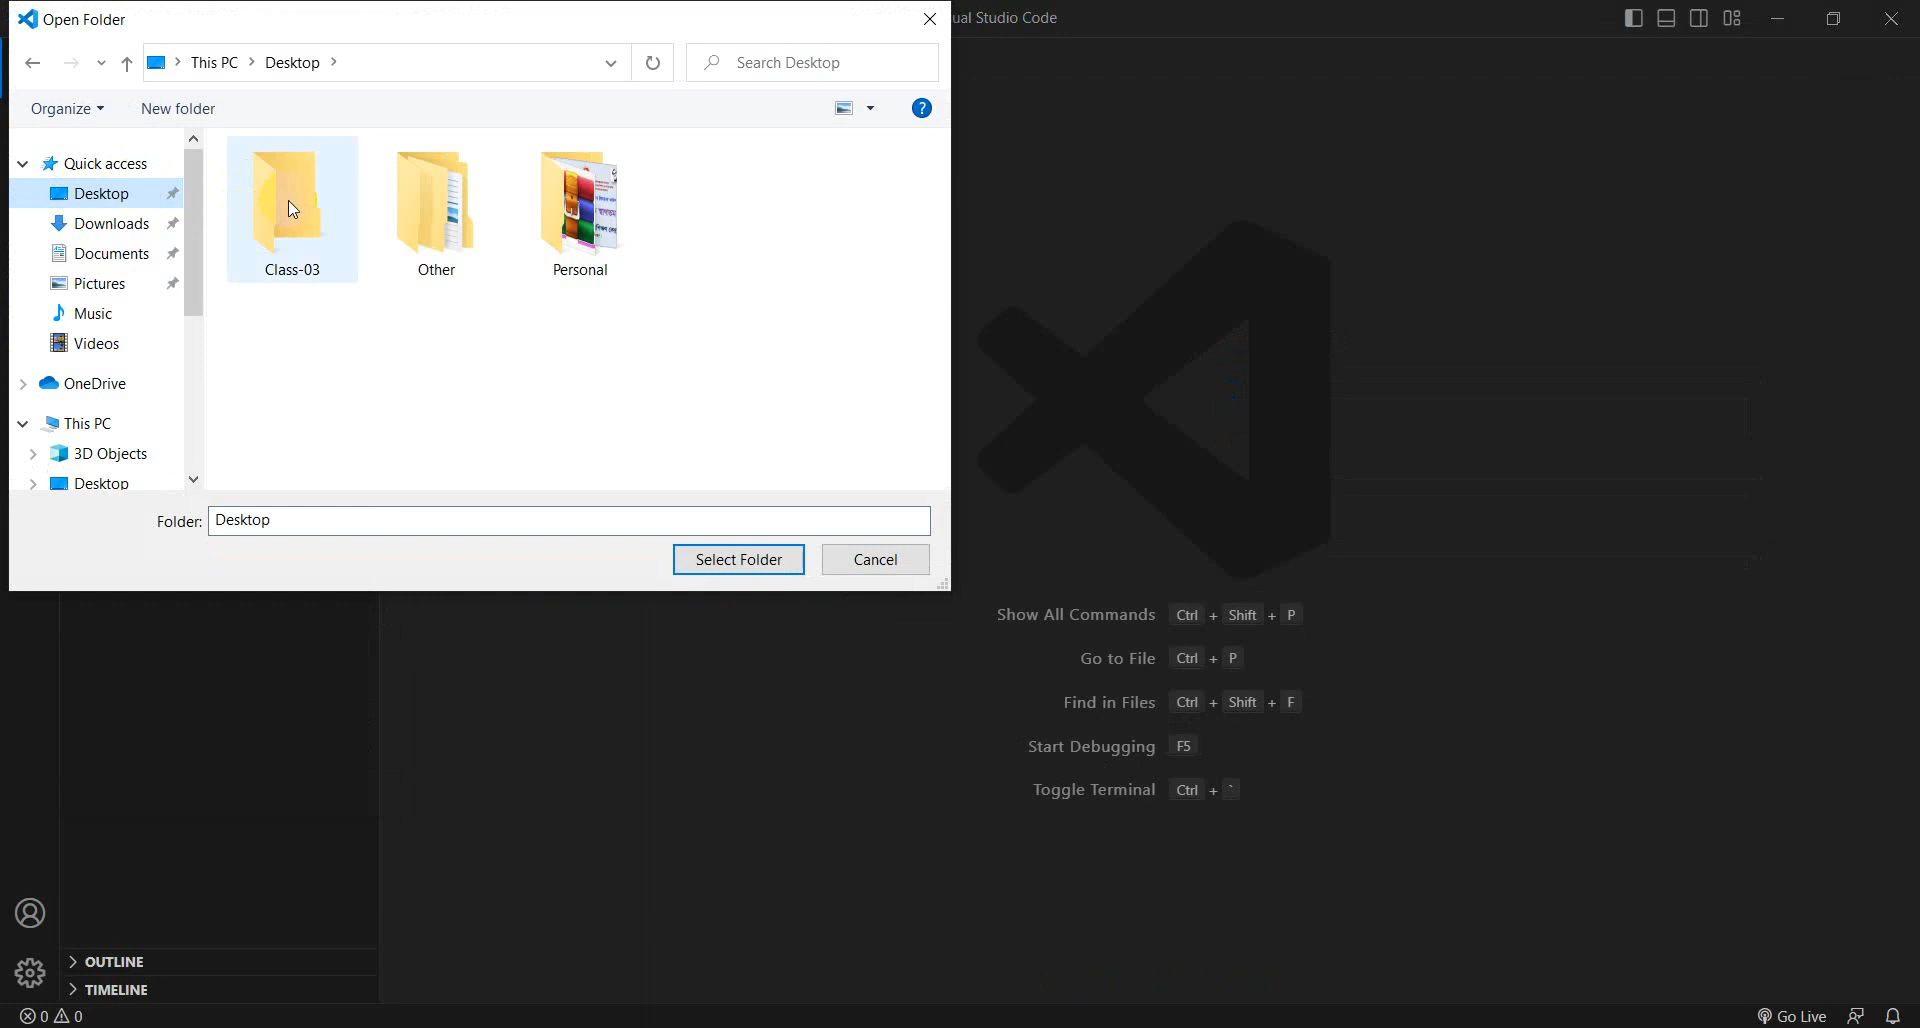 Open Folder
ual Studio Code
This PC
Desktop
Search Desktop
Organize
New folder
?
Quick access
Desktop
Downloads
Documents
Pictures
Music
Videos
OneDrive
This PC
3D Objects
Desktop
Class-03
Other
Personal
Folder: Desktop
Select Folder
Cancel
Show All Commands Ctrl + Shift + P
Go to File Ctrl + P
Find in Files Ctrl + Shift + F
Start Debugging F5
Toggle Terminal Ctrl + `
OUTLINE
TIMELINE
0 0
Go Live